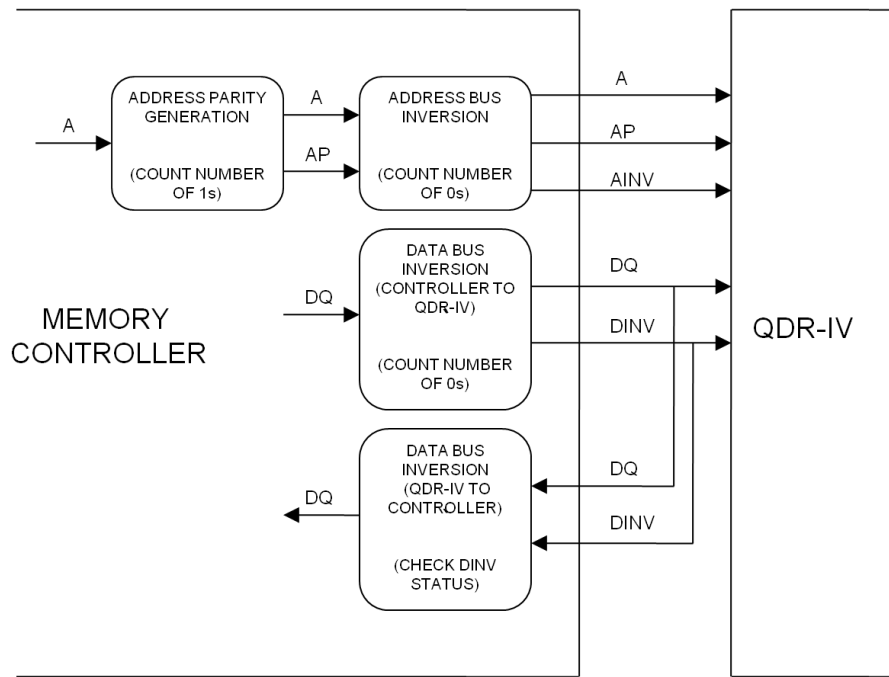 ADDRESS PARITY
GENERATION
(COUNT NUMBER
OF 1s)
A
A
AP
ADDRESS BUS
INVERSION
(COUNT NUMBER
OF 0s)
A
AP
AINV
MEMORY
CONTROLLER
DQ
DATA BUS
INVERSION
(CONTROLLER TO
QDR-IV)
(COUNT NUMBER
OF 0s)
DQ
DINV
QDR-IV
DQ
DATA BUS
INVERSION
(QDR-IV TO
CONTROLLER)
(CHECK DINV
STATUS)
DQ
DINV